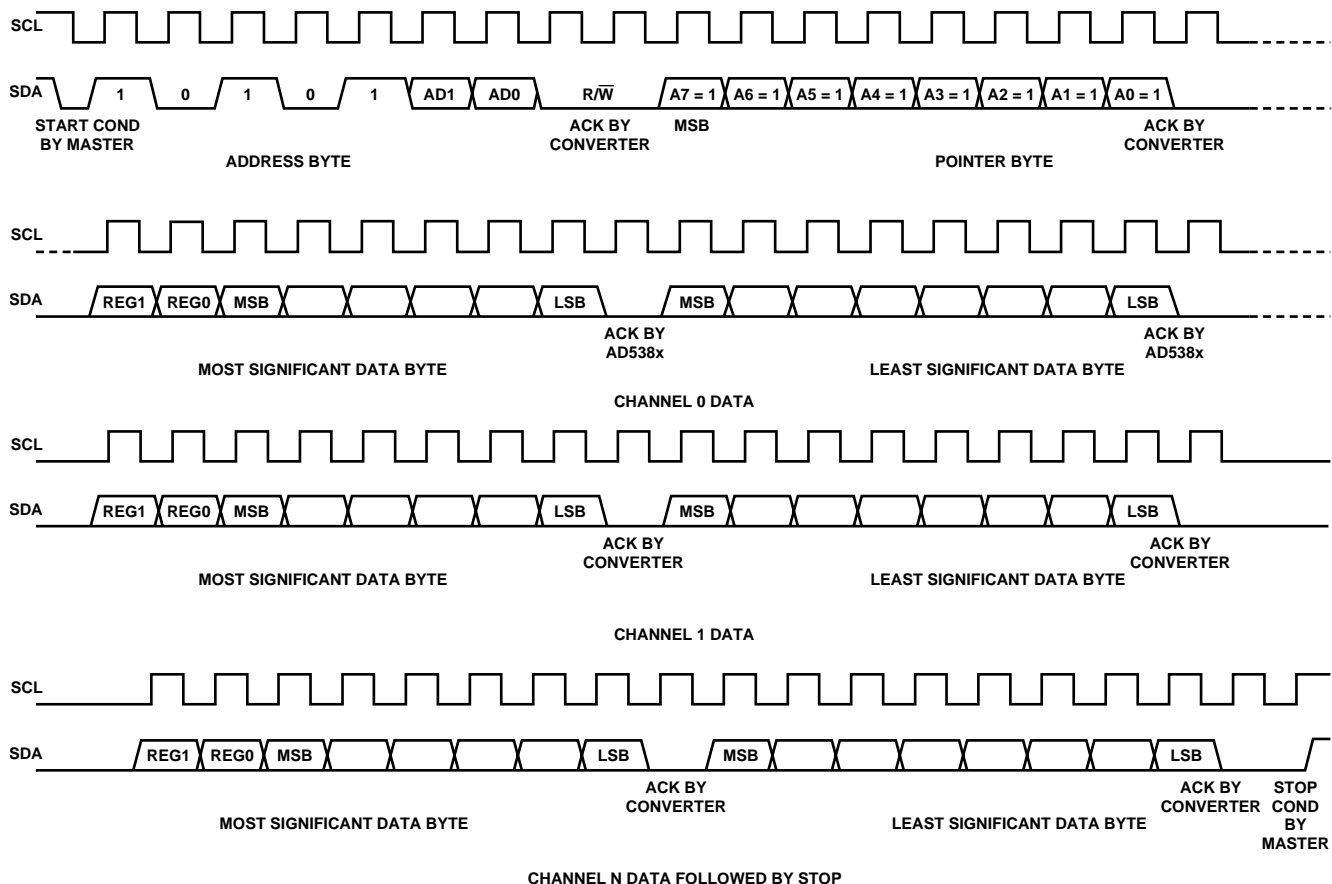 SCL
SDA 1 0 1 0 1 AD1 AD0 R/W̅ A7 = 1 A6 = 1 A5 = 1 A4 = 1 A3 = 1 A2 = 1 A1 = 1 A0 = 1
START COND BY MASTER
ACK BY CONVERTER
MSB
ACK BY CONVERTER
ADDRESS BYTE
POINTER BYTE
SCL
SDA REG1 REG0 MSB LSB MSB LSB
ACK BY AD538x
ACK BY AD538x
MOST SIGNIFICANT DATA BYTE
LEAST SIGNIFICANT DATA BYTE
CHANNEL 0 DATA
SCL
SDA REG1 REG0 MSB LSB MSB LSB
ACK BY CONVERTER
ACK BY CONVERTER
MOST SIGNIFICANT DATA BYTE
LEAST SIGNIFICANT DATA BYTE
CHANNEL 1 DATA
SCL
SDA REG1 REG0 MSB LSB MSB LSB
ACK BY CONVERTER
ACK BY CONVERTER
STOP COND BY MASTER
MOST SIGNIFICANT DATA BYTE
LEAST SIGNIFICANT DATA BYTE
CHANNEL N DATA FOLLOWED BY STOP